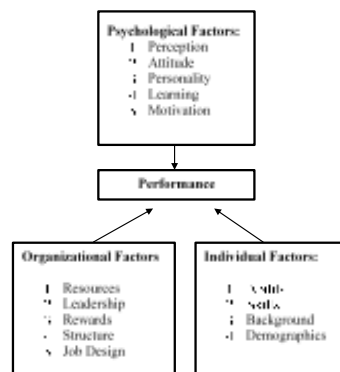 Psychological Factors:
Perception
Attitude
Personality
Learning
Motivation
Performance
Organizational Factors
Resources
Leadership
Rewards
Structure
Job Design
Individual Factors:
Background
Demographics